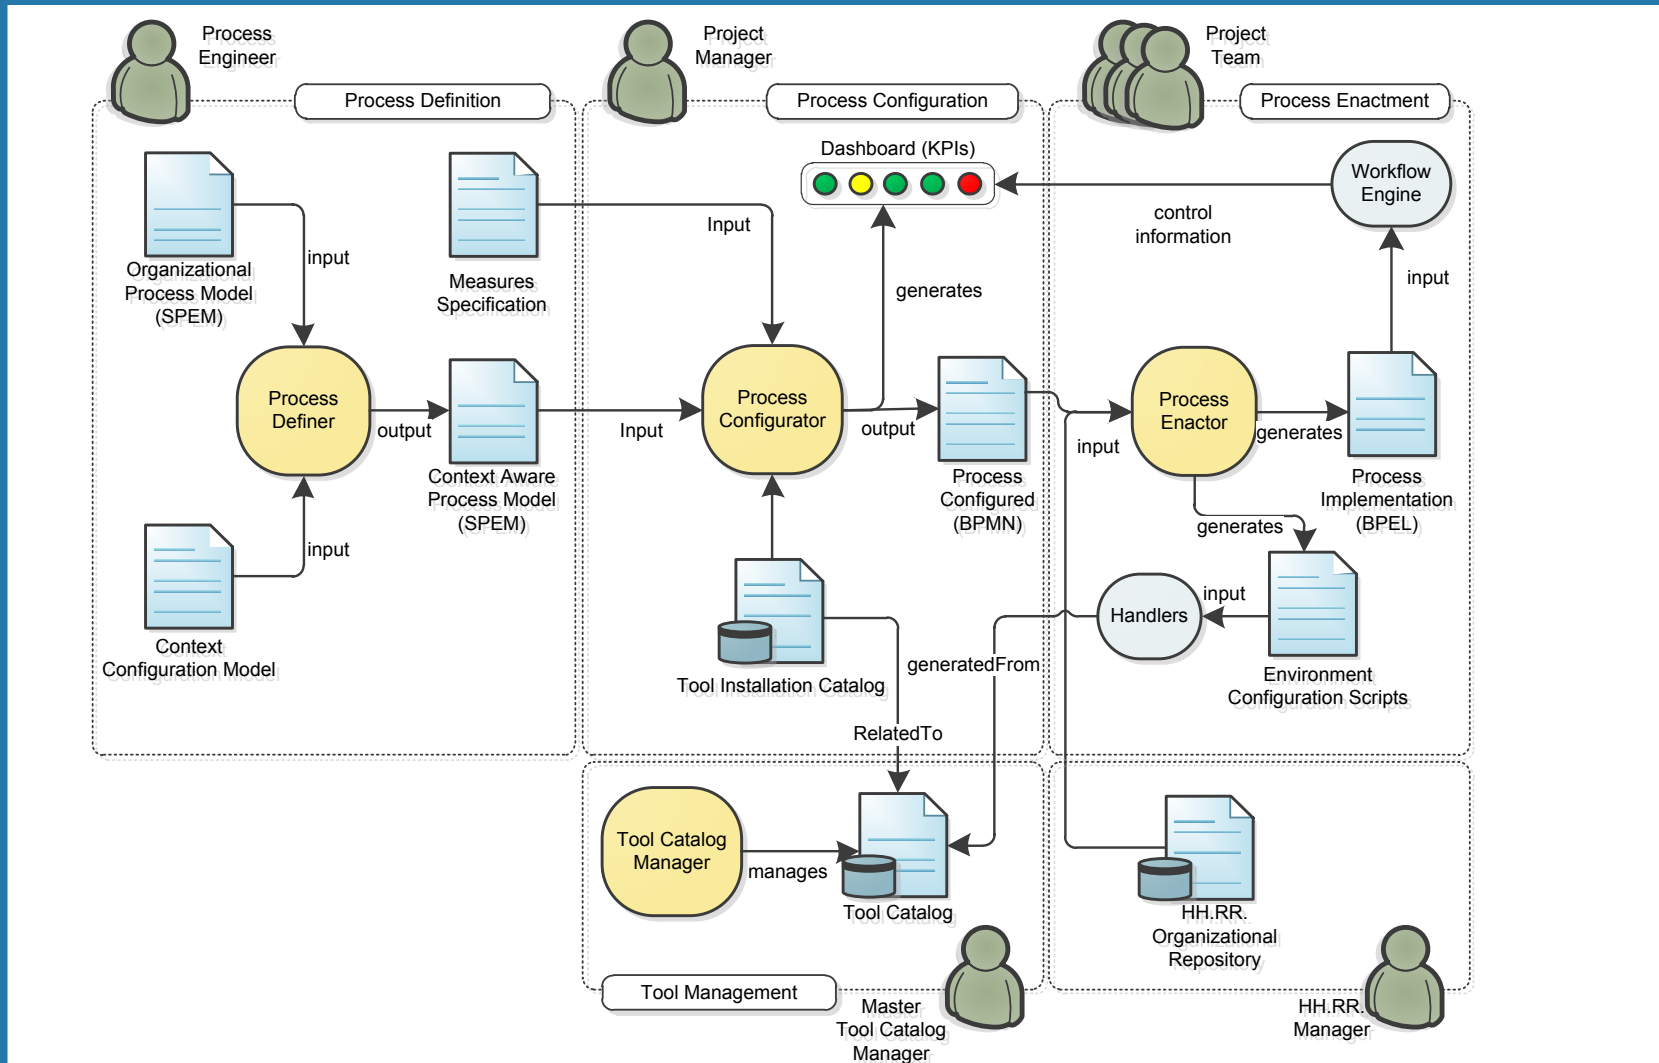 Process
Engineer
Project
Manager
Project
Team
Process Definition
Process Configuration
Process Enactment
Dashboard (KPIs)
Workflow
Engine
control
information
Input
input
Organizational
Process Model
(SPEM)
Measures
Specification
generates
input
Process
Definer
output
Context Aware
Process Model
(SPEM)
Input
Process
Configurator
output
Process
Configured
(BPMN)
input
Process
Enactor
generates
Process
Implementation
(BPEL)
generates
input
Context
Configuration Model
Tool Installation Catalog
generatedFrom
Handlers
input
Environment
Configuration Scripts
RelatedTo
Tool Catalog
Manager
manages
Tool Catalog
HH.RR.
Organizational
Repository
Tool Management
Master
Tool Catalog
Manager
HH.RR.
Manager